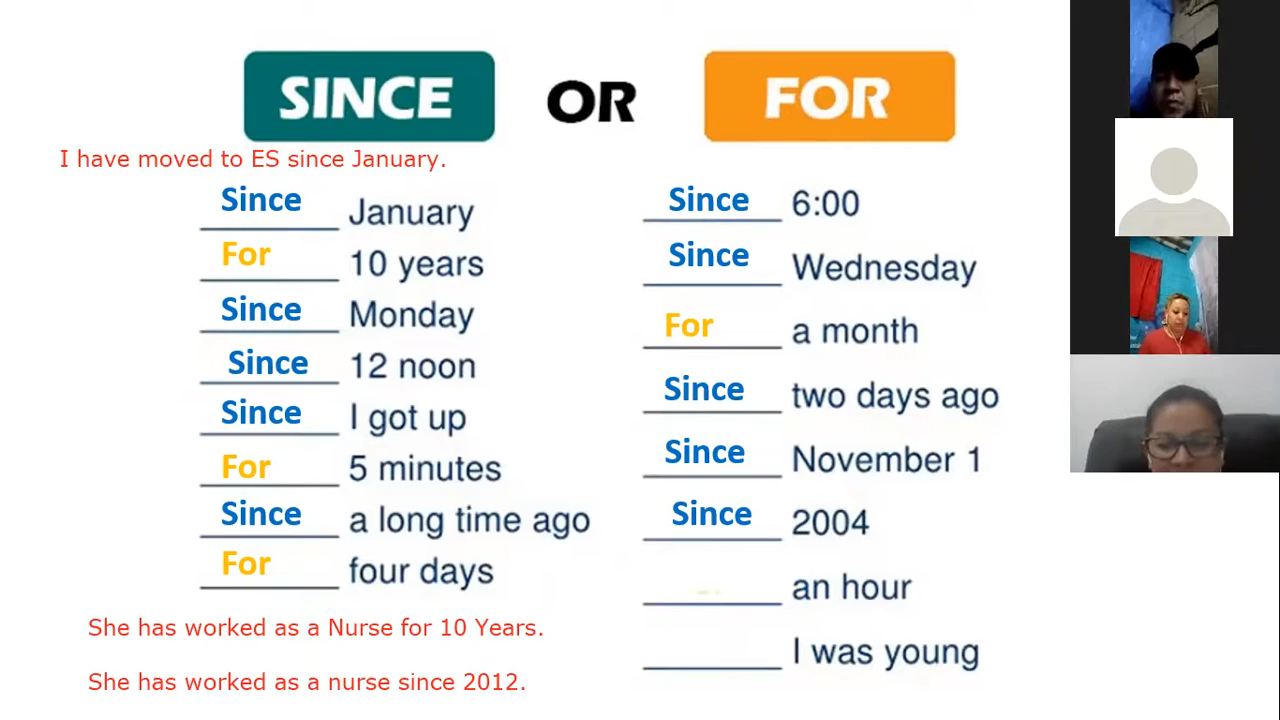 SINCE OR FOR
I have moved to ES since January.
Since January
For 10 years
Since Monday
Since 12 noon
Since I got up
For 5 minutes
Since a long time ago
For four days
Since 6:00
Since Wednesday
For a month
Since two days ago
Since November 1
Since 2004
an hour
I was young
She has worked as a Nurse for 10 Years.
She has worked as a nurse since 2012.